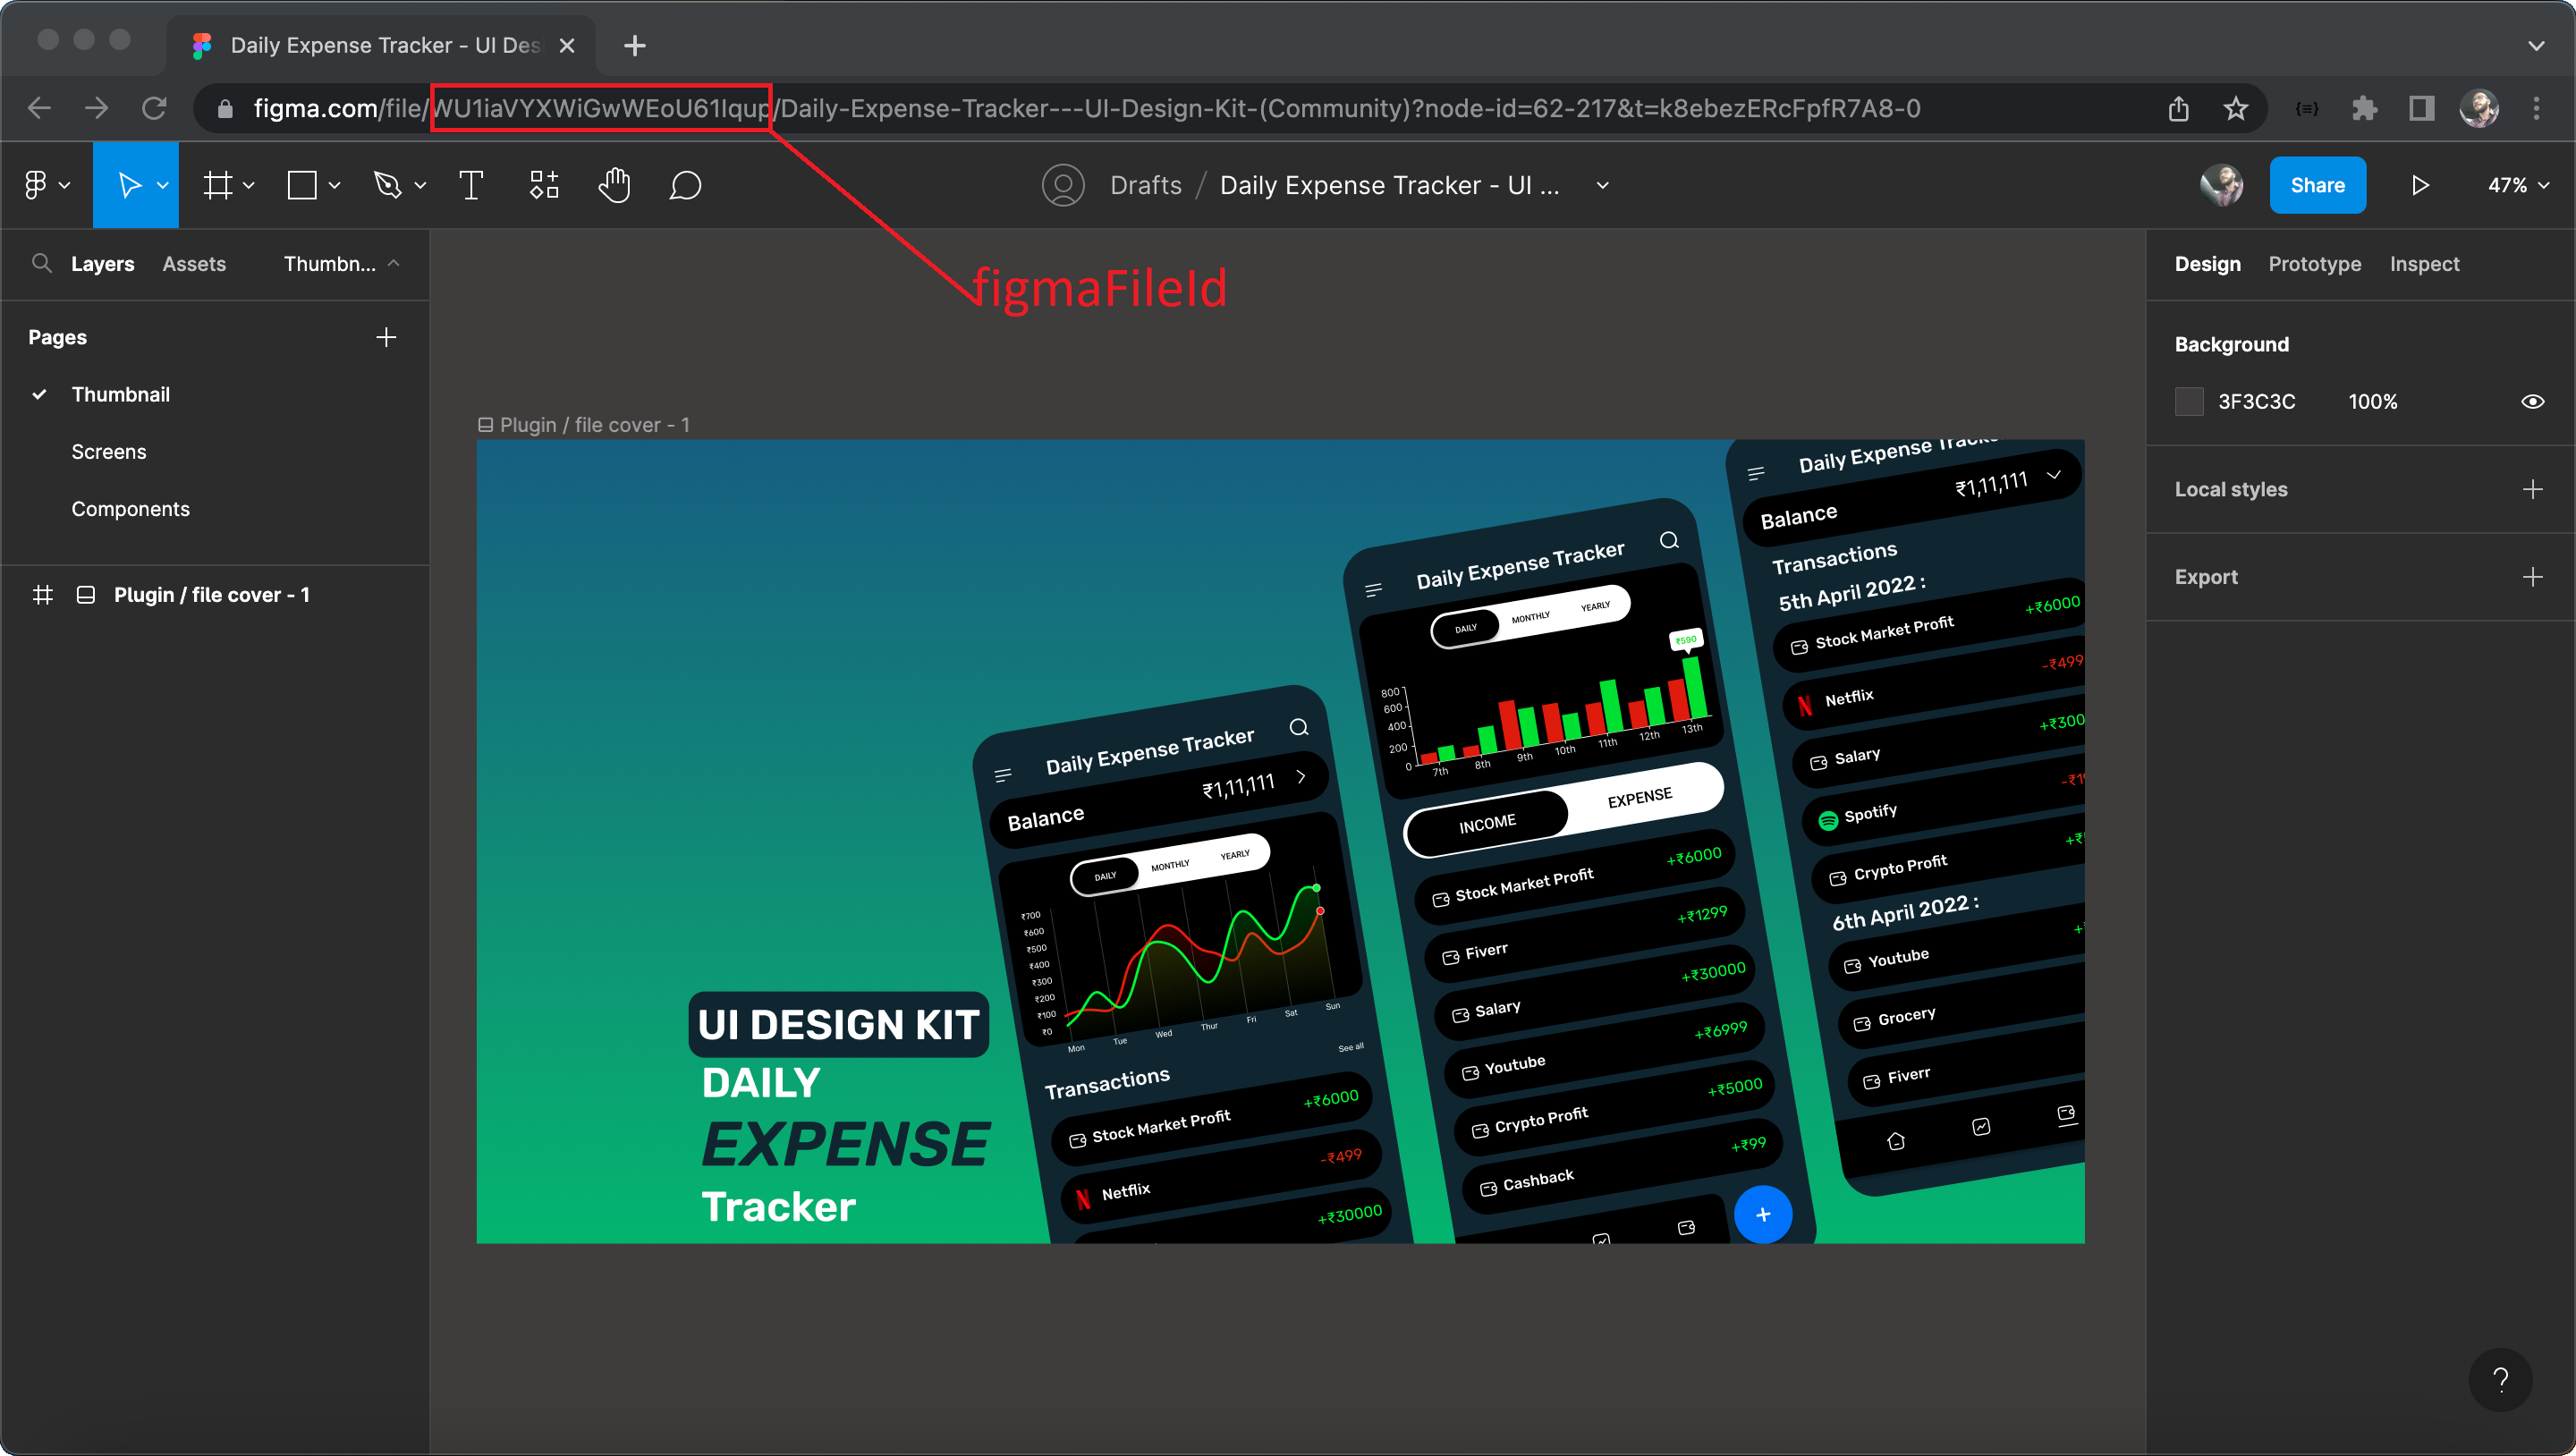 Daily Expense Tracker - UI Des
figma.com/file/WU1iaVYXWiGwWEoU61Iqup/Daily-Expense-Tracker---UI-Design-Kit-(Community)?node-id=62-217&t=k8ebezERcFpfR7A8-0
Drafts / Daily Expense Tracker - UI ...
Share
47%
figmaFileId
Layers Assets Thumbn...
Pages
Thumbnail
Screens
Components
Plugin / file cover - 1
Design Prototype Inspect
Background
3F3C3C 100%
Local styles
Export
Plugin / file cover - 1
UI DESIGN KIT
DAILY
EXPENSE
Tracker
Daily Expense Tracker
Balance ₹1,11,111
DAILY MONTHLY YEARLY
₹700
₹600
₹500
₹400
₹300
₹200
₹100
₹0
Mon Tue Wed Thur Fri Sat Sun
See all
Transactions
Stock Market Profit +₹6000
Netflix -₹499
+₹30000
Daily Expense Tracker
DAILY MONTHLY YEARLY
₹590
800
600
400
200
0
7th 8th 9th 10th 11th 12th 13th
INCOME EXPENSE
Stock Market Profit +₹6000
Fiverr +₹1299
Salary +₹30000
Youtube +₹6999
Crypto Profit +₹5000
Cashback +₹99
+
Daily Expense Tracke
Balance ₹1,11,111
Transactions
5th April 2022 :
Stock Market Profit +₹6000
Netflix -₹499
Salary +₹300
Spotify -₹19
Crypto Profit +₹
6th April 2022 :
Youtube +
Grocery
Fiverr
?